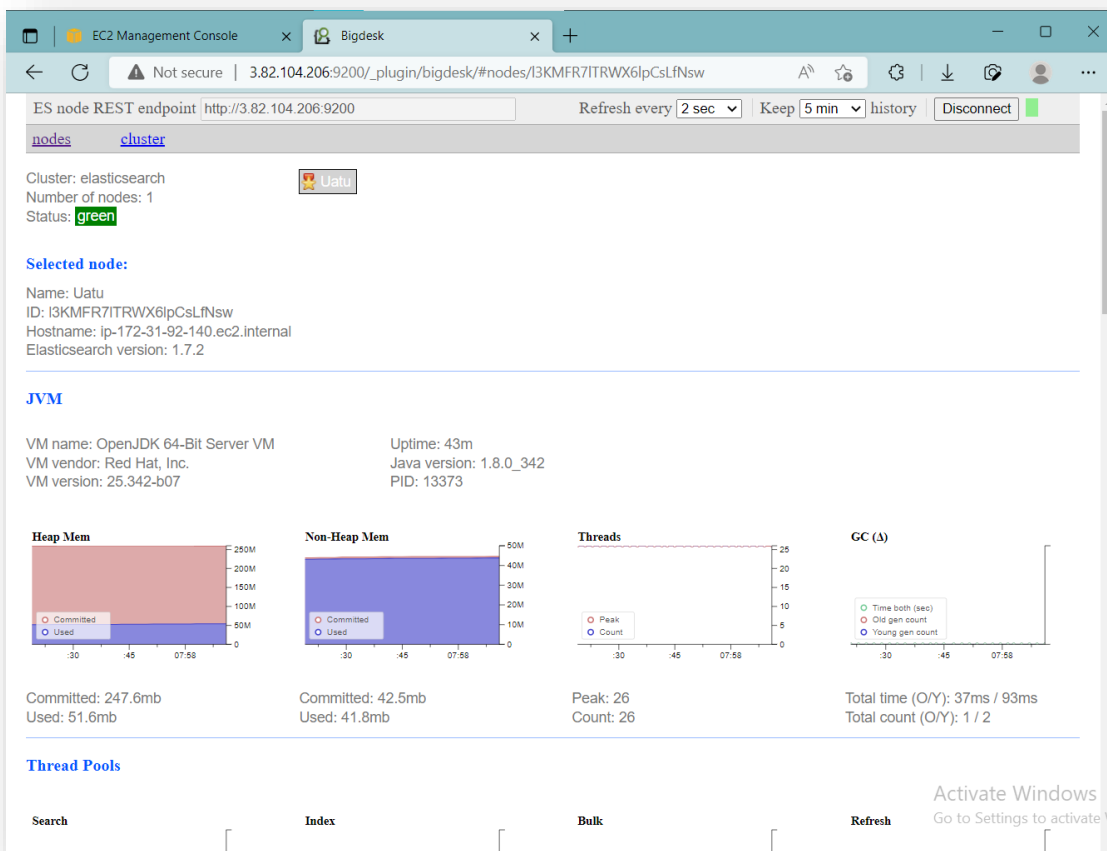 EC2 Management Console
Bigdesk
Not secure | 3.82.104.206:9200/_plugin/bigdesk/#nodes/l3KMFR7lTRWX6lpCsLfNsw
ES node REST endpoint http://3.82.104.206:9200 Refresh every 2 sec Keep 5 min history Disconnect
nodes cluster
Cluster: elasticsearch
Number of nodes: 1
Status: green
Uatu
Selected node:
Name: Uatu
ID: l3KMFR7lTRWX6lpCsLfNsw
Hostname: ip-172-31-92-140.ec2.internal
Elasticsearch version: 1.7.2
JVM
VM name: OpenJDK 64-Bit Server VM
VM vendor: Red Hat, Inc.
VM version: 25.342-b07
Uptime: 43m
Java version: 1.8.0_342
PID: 13373
Heap Mem
250M
200M
150M
100M
50M
0
Committed
Used
:30 :45 07:58
Committed: 247.6mb
Used: 51.6mb
Non-Heap Mem
50M
40M
30M
20M
10M
0
Committed
Used
:30 :45 07:58
Committed: 42.5mb
Used: 41.8mb
Threads
25
20
15
10
5
0
Peak
Count
:30 :45 07:58
Peak: 26
Count: 26
GC (Δ)
Time both (sec)
Old gen count
Young gen count
0
:30 :45 07:58
Total time (O/Y): 37ms / 93ms
Total count (O/Y): 1 / 2
Thread Pools
Search Index Bulk Refresh
Activate Windows
Go to Settings to activate